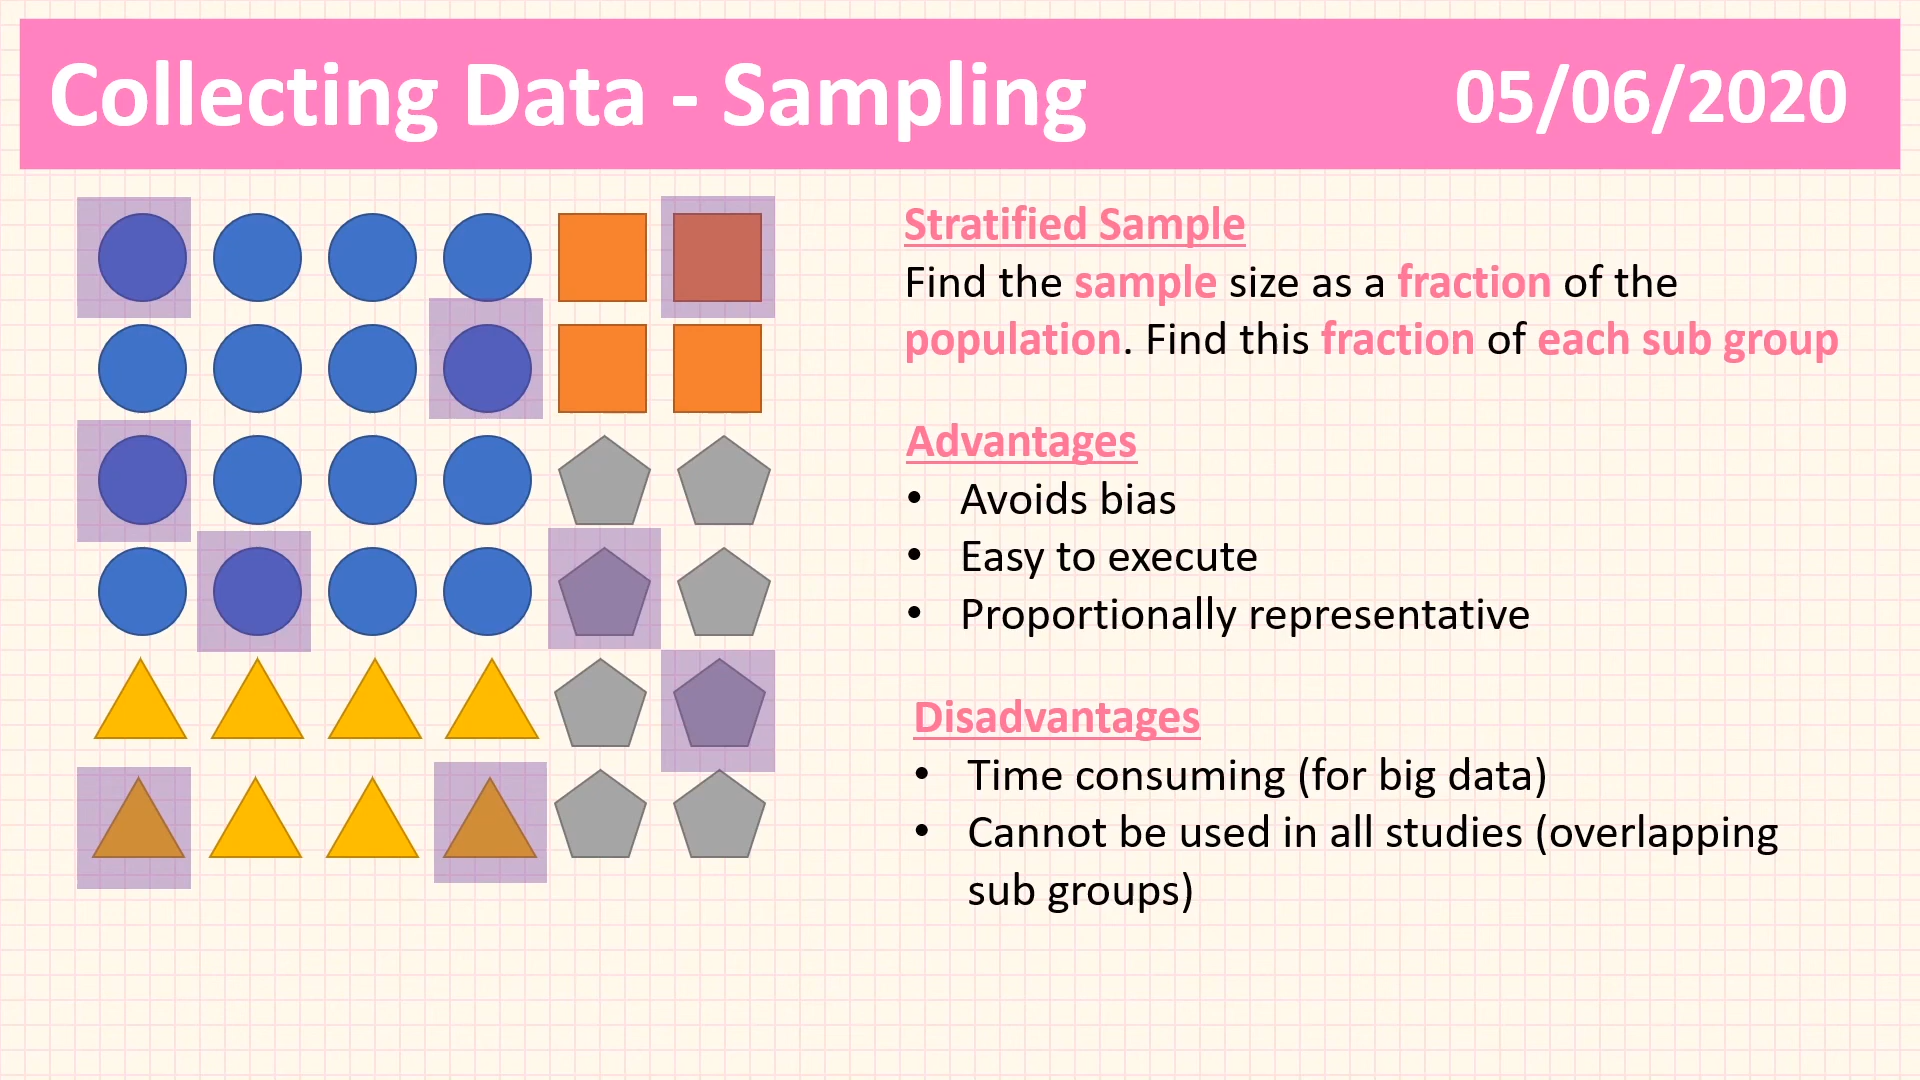 Collecting Data - Sampling
05/06/2020
Stratified Sample
Find the sample size as a fraction of the
population. Find this fraction of each sub group
Advantages
• Avoids bias
• Easy to execute
• Proportionally representative
Disadvantages
• Time consuming (for big data)
• Cannot be used in all studies (overlapping
sub groups)